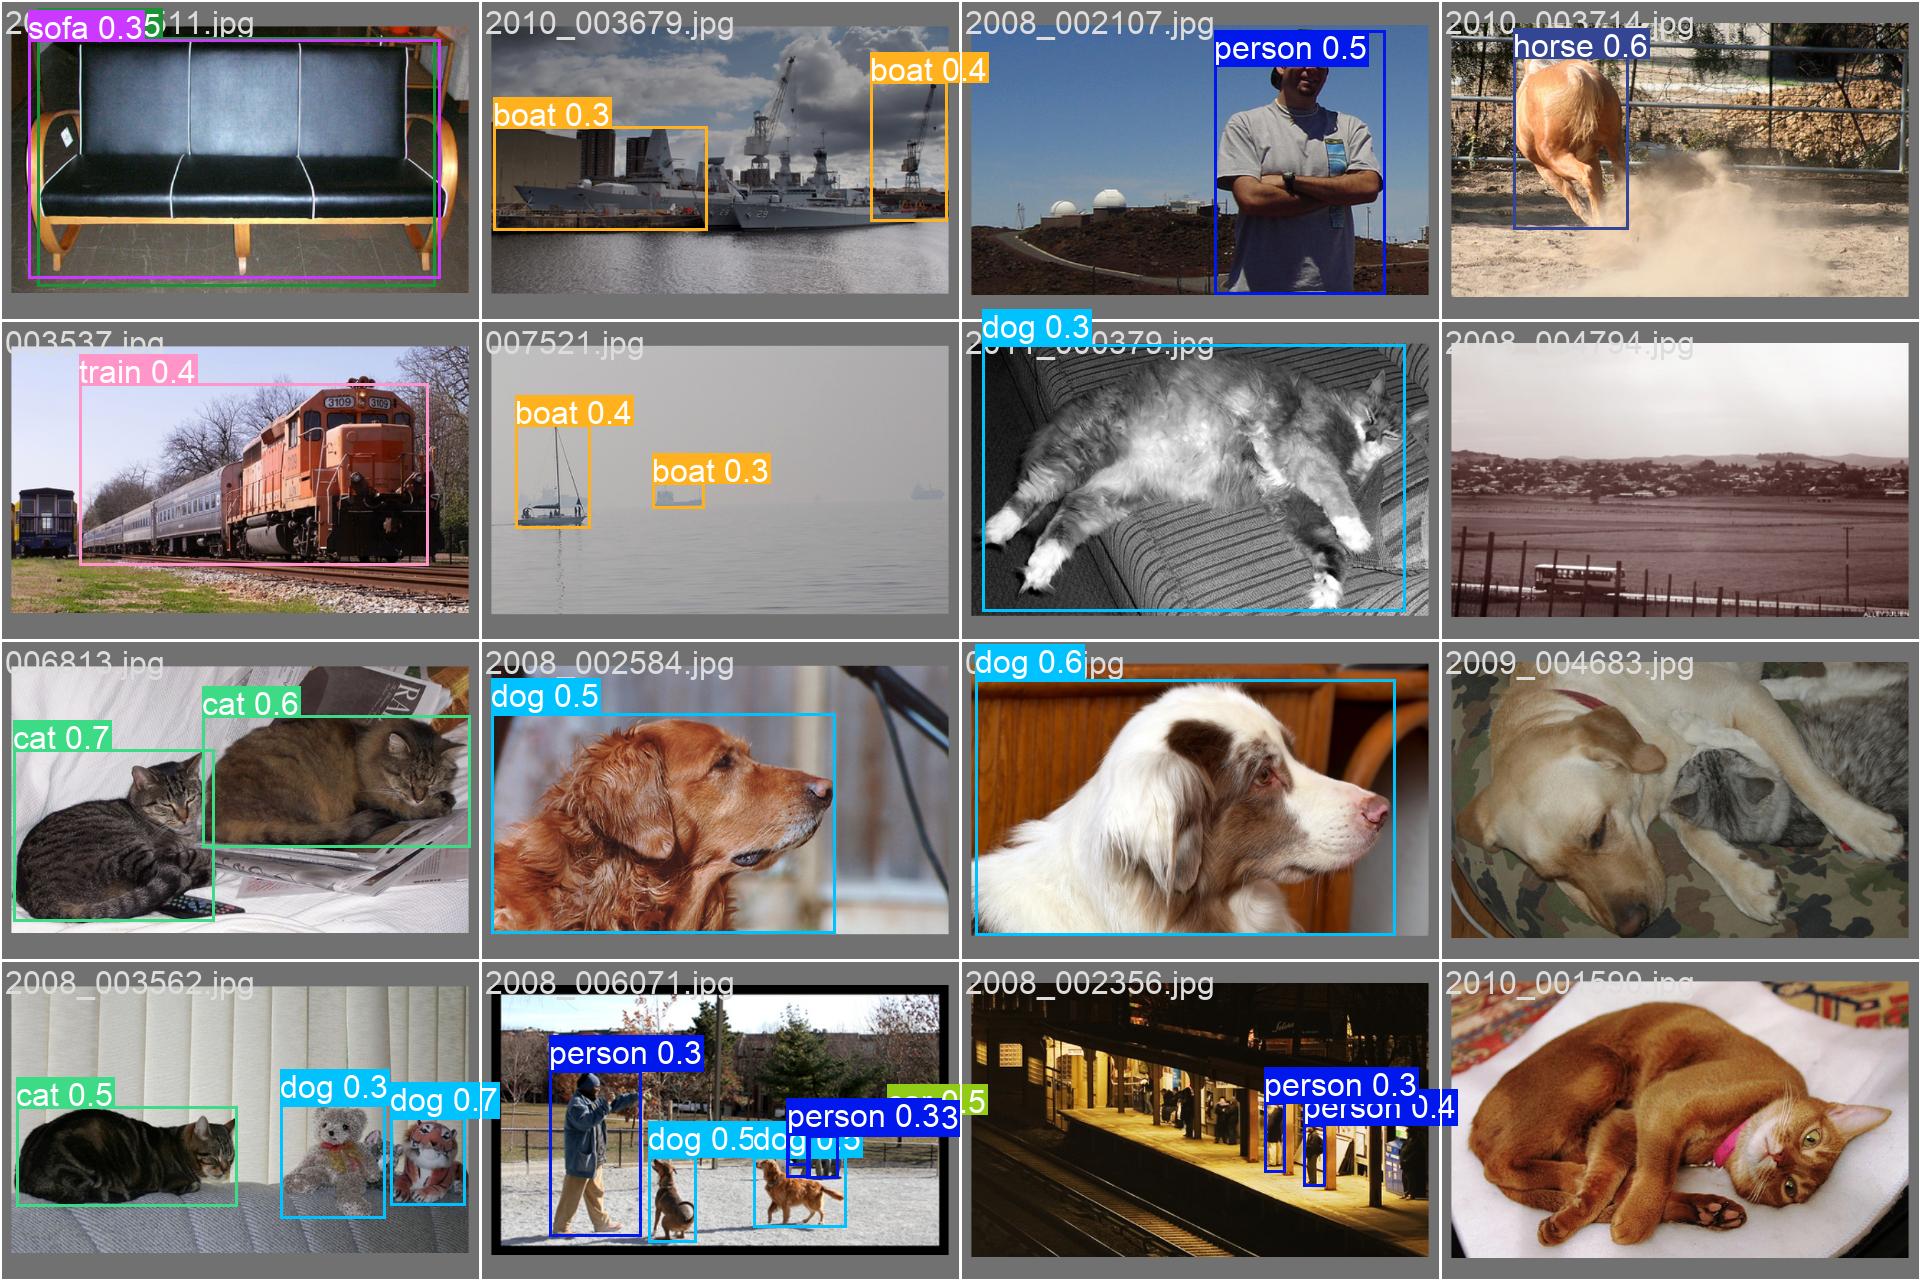 sofa 0.35
511.jpg
2010_003679.jpg
boat 0.4
boat 0.3
29
2008_002107.jpg
person 0.5
2010_003714.jpg
horse 0.6
003537.jpg
train 0.4
3109 3109
007521.jpg
boat 0.4
boat 0.3
dog 0.3
2011_000379.jpg
2008_004794.jpg
006813.jpg
cat 0.6
cat 0.7
2008_002584.jpg
dog 0.5
dog 0.6
jpg
2009_004683.jpg
2008_003562.jpg
cat 0.5
dog 0.3
dog 0.7
2008_006071.jpg
person 0.3
car 0.5
person 0.33
dog 0.5
dog 0.5
2008_002356.jpg
person 0.3
person 0.4
2010_001590.jpg